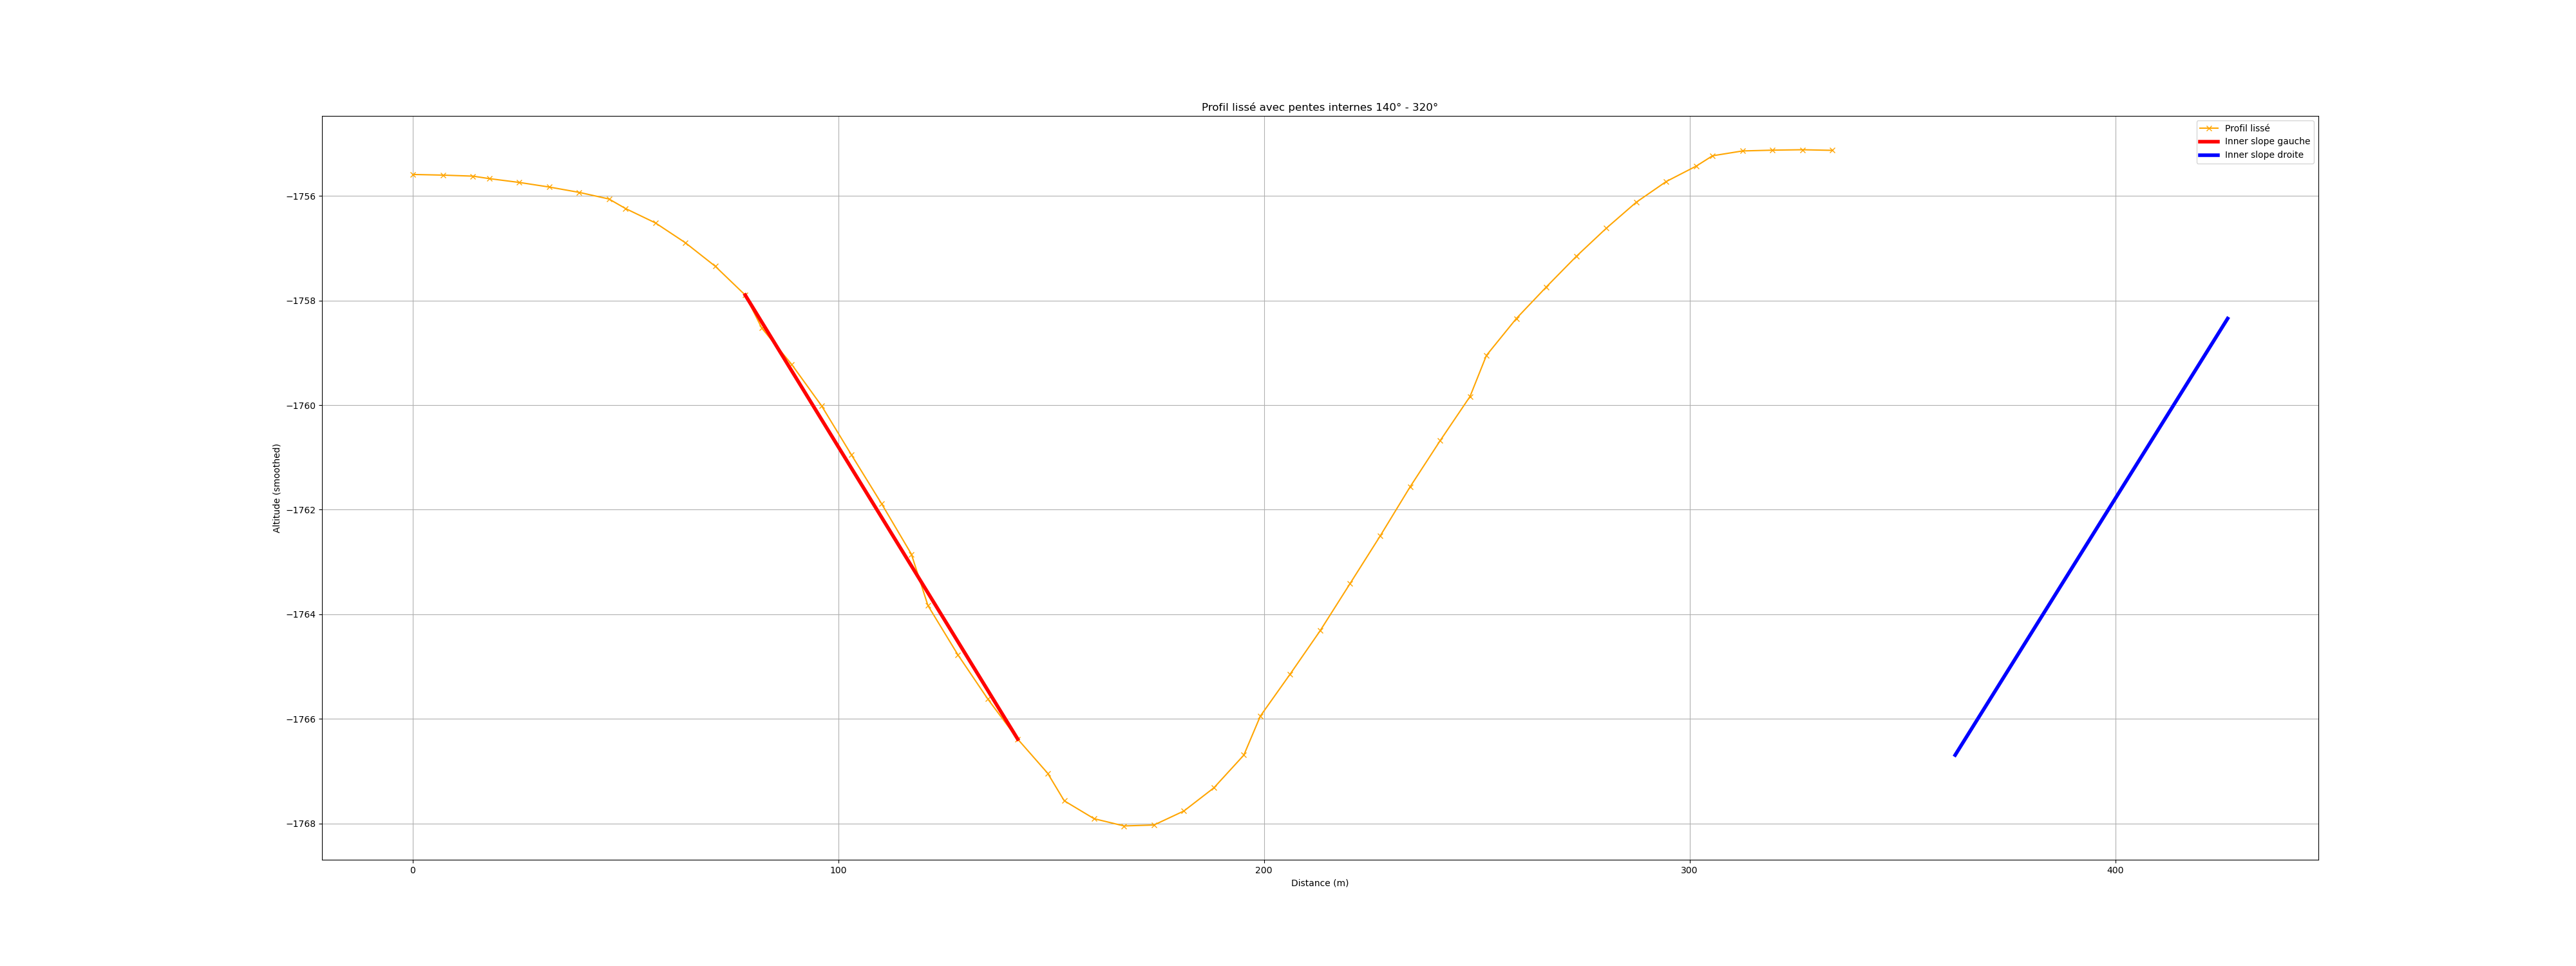 Profil lissé avec pentes internes 140° - 320°
Profil lissé
Inner slope gauche
Inner slope droite
−1756
−1758
−1760
−1762
−1764
−1766
−1768
Altitude (smoothed)
0
100
200
300
400
Distance (m)